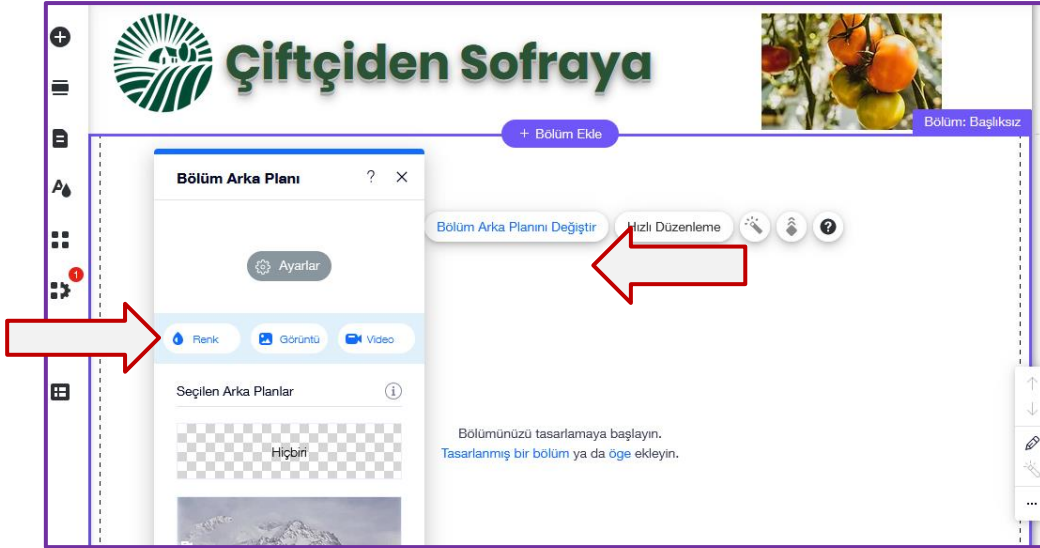 Çiftçiden Sofraya
Bölüm: Başlıksız
+ Bölüm Ekle
Bölüm Arka Planı ? ×
Bölüm Arka Planını Değiştir Hızlı Düzenleme ?
Ayarlar
1
Renk Görüntü Video
Seçilen Arka Planlar i
Hiçbiri
Bölümünüzü tasarlamaya başlayın.
Tasarlanmış bir bölüm ya da öge ekleyin.